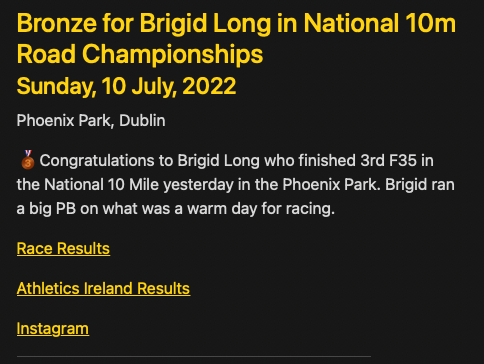 Bronze for Brigid Long in National 10m
Road Championships
Sunday, 10 July, 2022
Phoenix Park, Dublin
🥉Congratulations to Brigid Long who finished 3rd F35 in
the National 10 Mile yesterday in the Phoenix Park. Brigid ran
a big PB on what was a warm day for racing.
Race Results
Athletics Ireland Results
Instagram